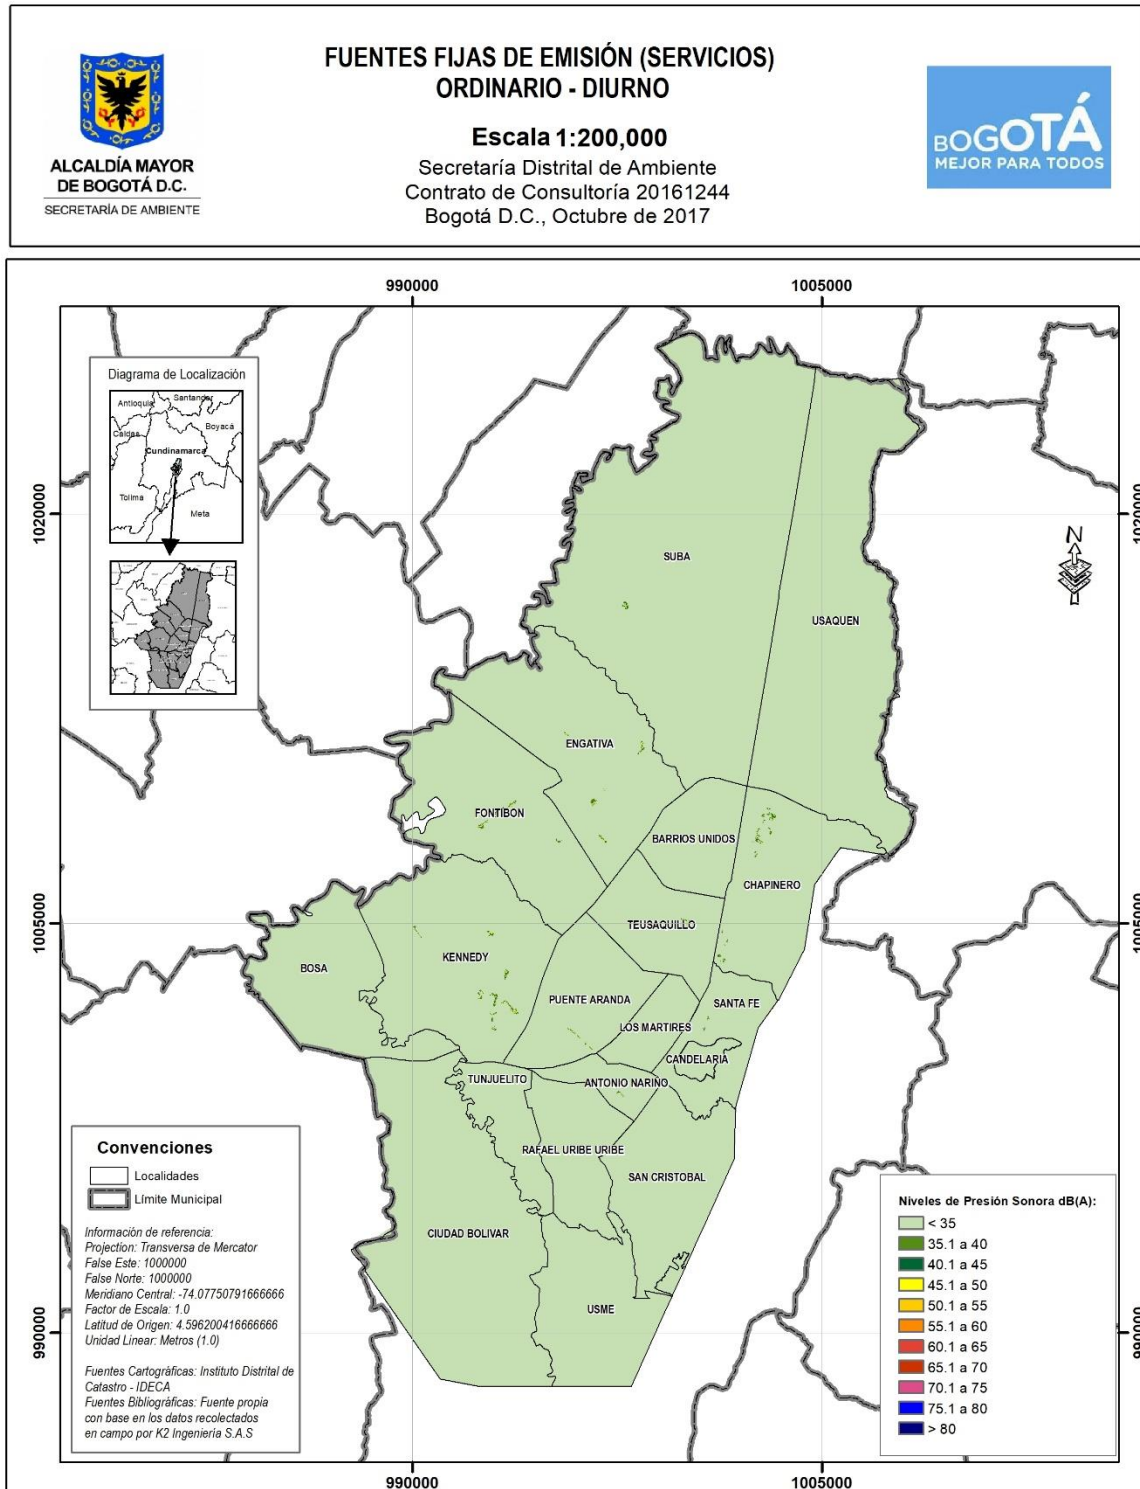 FUENTES FIJAS DE EMISIÓN (SERVICIOS)
ORDINARIO - DIURNO
Escala 1:200,000
Secretaría Distrital de Ambiente
Contrato de Consultoría 20161244
Bogotá D.C., Octubre de 2017
ALCALDÍA MAYOR
DE BOGOTÁ D.C.
SECRETARÍA DE AMBIENTE
BOGOTÁ
MEJOR PARA TODOS
990000
1005000
1020000
1020000
1005000
1005000
990000
990000
990000
1005000
Diagrama de Localización
Antioquia
Santander
Boyacá
Caldas
Cundinamarca
Tolima
Meta
N
SUBA
USAQUEN
ENGATIVA
FONTIBON
BARRIOS UNIDOS
CHAPINERO
TEUSAQUILLO
KENNEDY
BOSA
PUENTE ARANDA
SANTA FE
LOS MARTIRES
CANDELARIA
TUNJUELITO
ANTONIO NARIÑO
RAFAEL URIBE URIBE
SAN CRISTOBAL
CIUDAD BOLIVAR
USME
Convenciones
Localidades
Límite Municipal
Información de referencia:
Projection: Transversa de Mercator
False Este: 1000000
False Norte: 1000000
Meridiano Central: -74.07750791666666
Factor de Escala: 1.0
Latitud de Origen: 4.596200416666666
Unidad Linear: Metros (1.0)
Fuentes Cartográficas: Instituto Distrital de
Catastro - IDECA
Fuentes Bibliográficas: Fuente propia
con base en los datos recolectados
en campo por K2 Ingeniería S.A.S
Niveles de Presión Sonora dB(A):
< 35
35.1 a 40
40.1 a 45
45.1 a 50
50.1 a 55
55.1 a 60
60.1 a 65
65.1 a 70
70.1 a 75
75.1 a 80
> 80